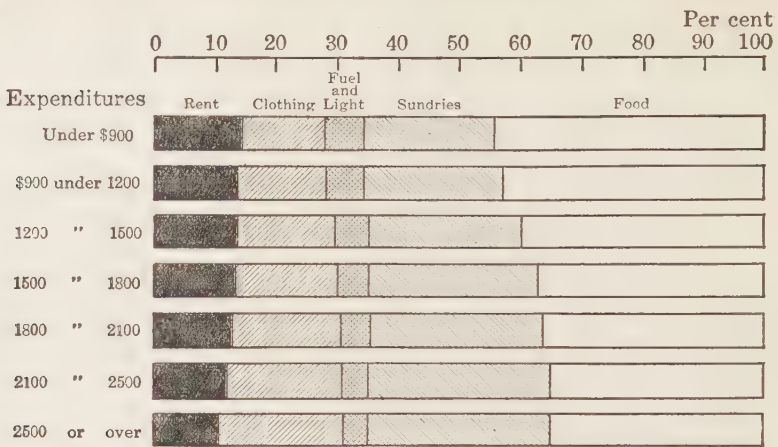 Per cent
0 10 20 30 40 50 60 70 80 90 100
Expenditures
Rent Clothing Fuel and Light Sundries Food
Under $900
$900 under 1200
1200 " 1500
1500 " 1800
1800 " 2100
2100 " 2500
2500 or over